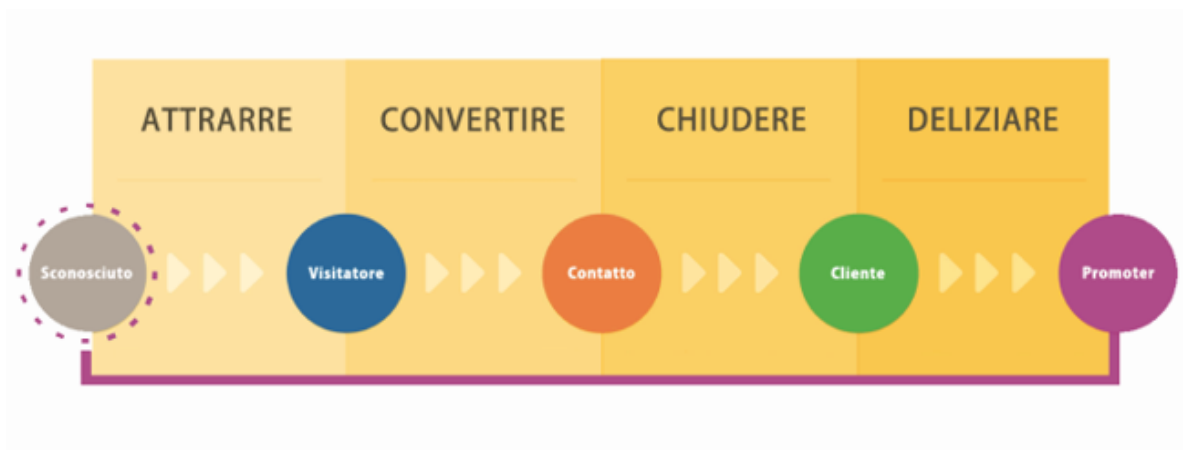 ATTRARRE
CONVERTIRE
CHIUDERE
DELIZIARE
Sconosciuto
Visitatore
Contatto
Cliente
Promoter